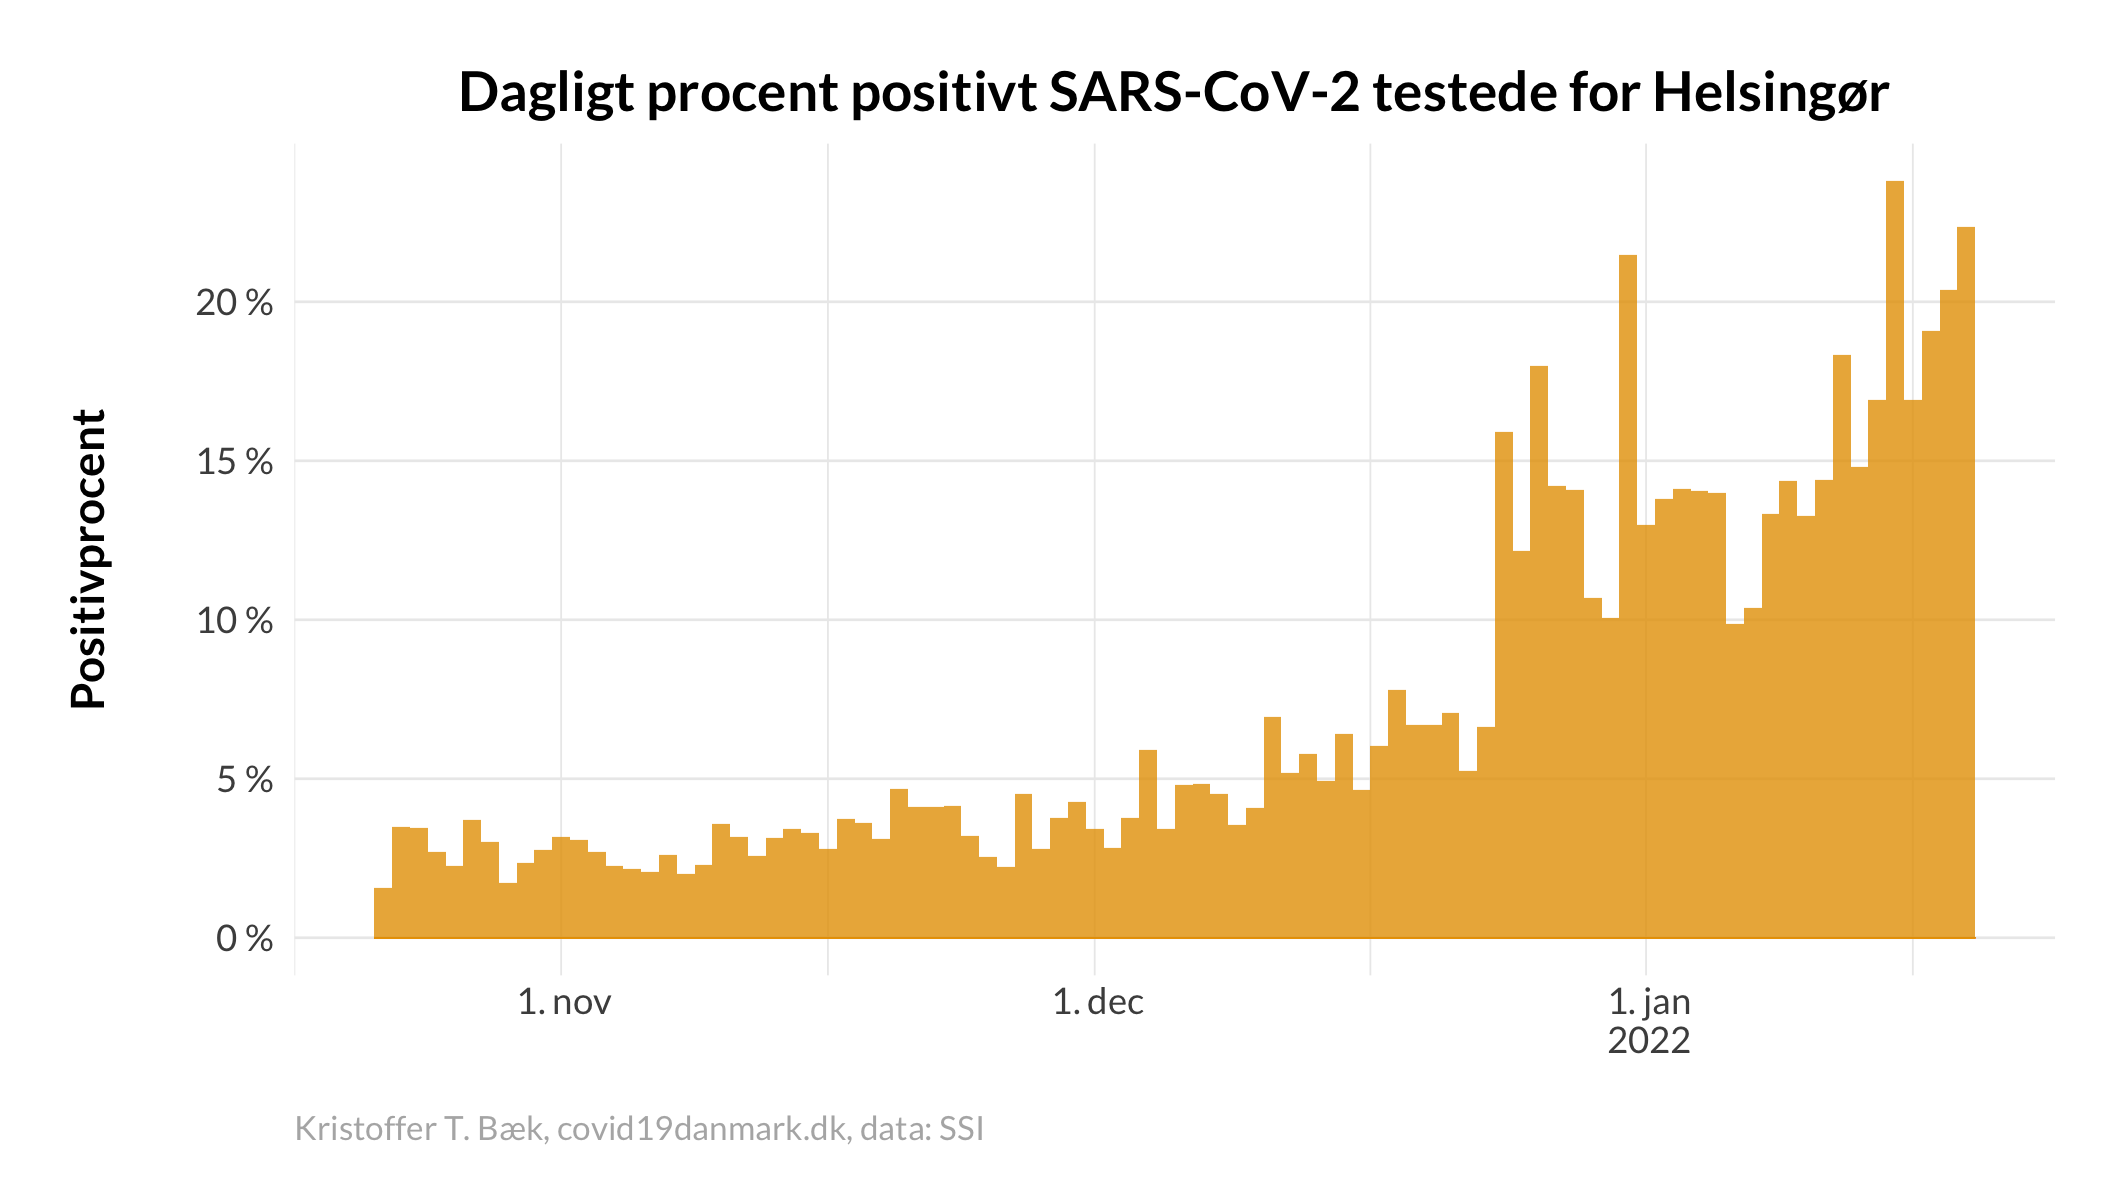 Dagligt procent positivt SARS-CoV-2 testede for Helsingør
Positivprocent
20 %
15 %
10 %
5 %
0 %
1. nov
1. dec
1. jan
2022
Kristoffer T. Bæk, covid19danmark.dk, data: SSI